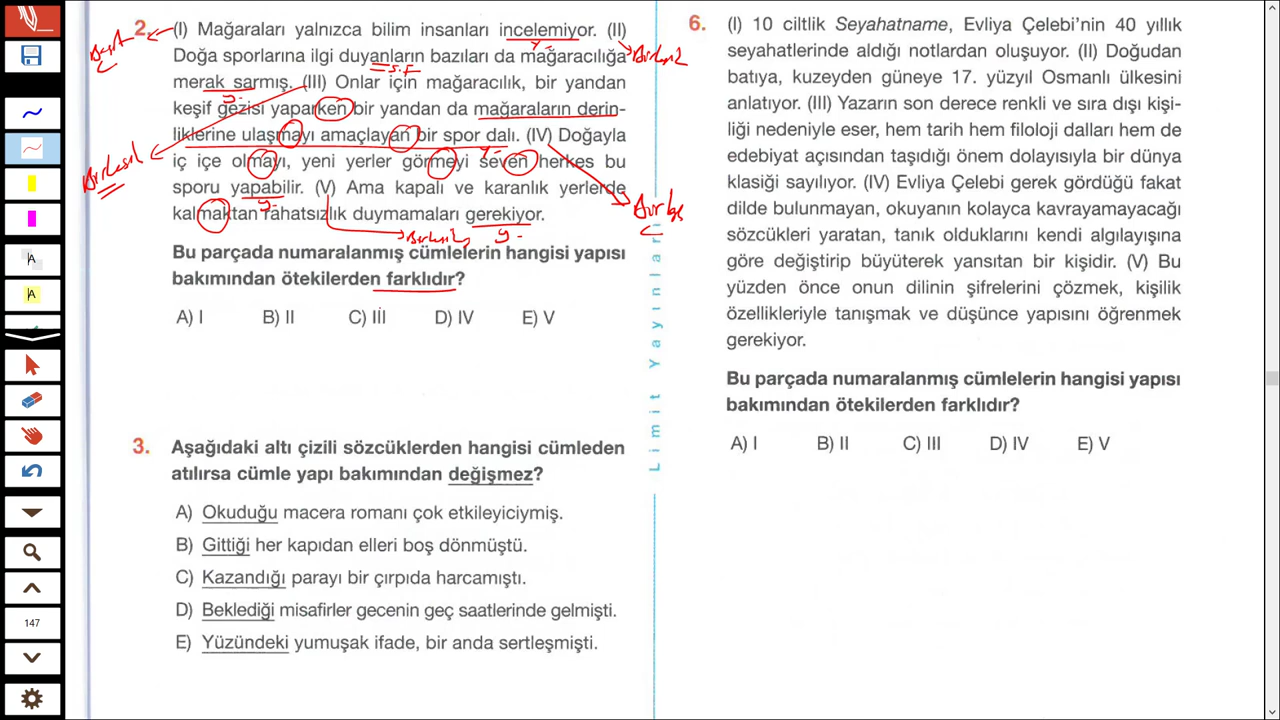 2. (I) Mağaraları yalnızca bilim insanları incelemiyor. (II)
Doğa sporlarına ilgi duyanların bazıları da mağaracılığa
merak sarmış. (III) Onlar için mağaracılık, bir yandan
keşif gezisi yaparken bir yandan da mağaraların derin-
liklerine ulaşmayı amaçlayan bir spor dalı. (IV) Doğayla
iç içe olmayı, yeni yerler görmeyi seven herkes bu
sporu yapabilir. (V) Ama kapalı ve karanlık yerlerde
kalmaktan rahatsızlık duymamaları gerekiyor.
Bu parçada numaralanmış cümlelerin hangisi yapısı
bakımından ötekilerden farklıdır?
A) I B) II C) III D) IV E) V
3. Aşağıdaki altı çizili sözcüklerden hangisi cümleden
atılırsa cümle yapı bakımından değişmez?
A) Okuduğu macera romanı çok etkileyiciymiş.
B) Gittiği her kapıdan elleri boş dönmüştü.
C) Kazandığı parayı bir çırpıda harcamıştı.
D) Beklediği misafirler gecenin geç saatlerinde gelmişti.
E) Yüzündeki yumuşak ifade, bir anda sertleşmişti.
Limit Yayınları
6. (I) 10 ciltlik Seyahatname, Evliya Çelebi'nin 40 yıllık
seyahatlerinde aldığı notlardan oluşuyor. (II) Doğudan
batıya, kuzeyden güneye 17. yüzyıl Osmanlı ülkesini
anlatıyor. (III) Yazarın son derece renkli ve sıra dışı kişi-
liği nedeniyle eser, hem tarih hem filoloji dalları hem de
edebiyat açısından taşıdığı önem dolayısıyla bir dünya
klasiği sayılıyor. (IV) Evliya Çelebi gerek gördüğü fakat
dilde bulunmayan, okuyanın kolayca kavrayamayacağı
sözcükleri yaratan, tanık olduklarını kendi algılayışına
göre değiştirip büyüterek yansıtan bir kişidir. (V) Bu
yüzden önce onun dilinin şifrelerini çözmek, kişilik
özellikleriyle tanışmak ve düşünce yapısını öğrenmek
gerekiyor.
Bu parçada numaralanmış cümlelerin hangisi yapısı
bakımından ötekilerden farklıdır?
A) I B) II C) III D) IV E) V
A
A
147